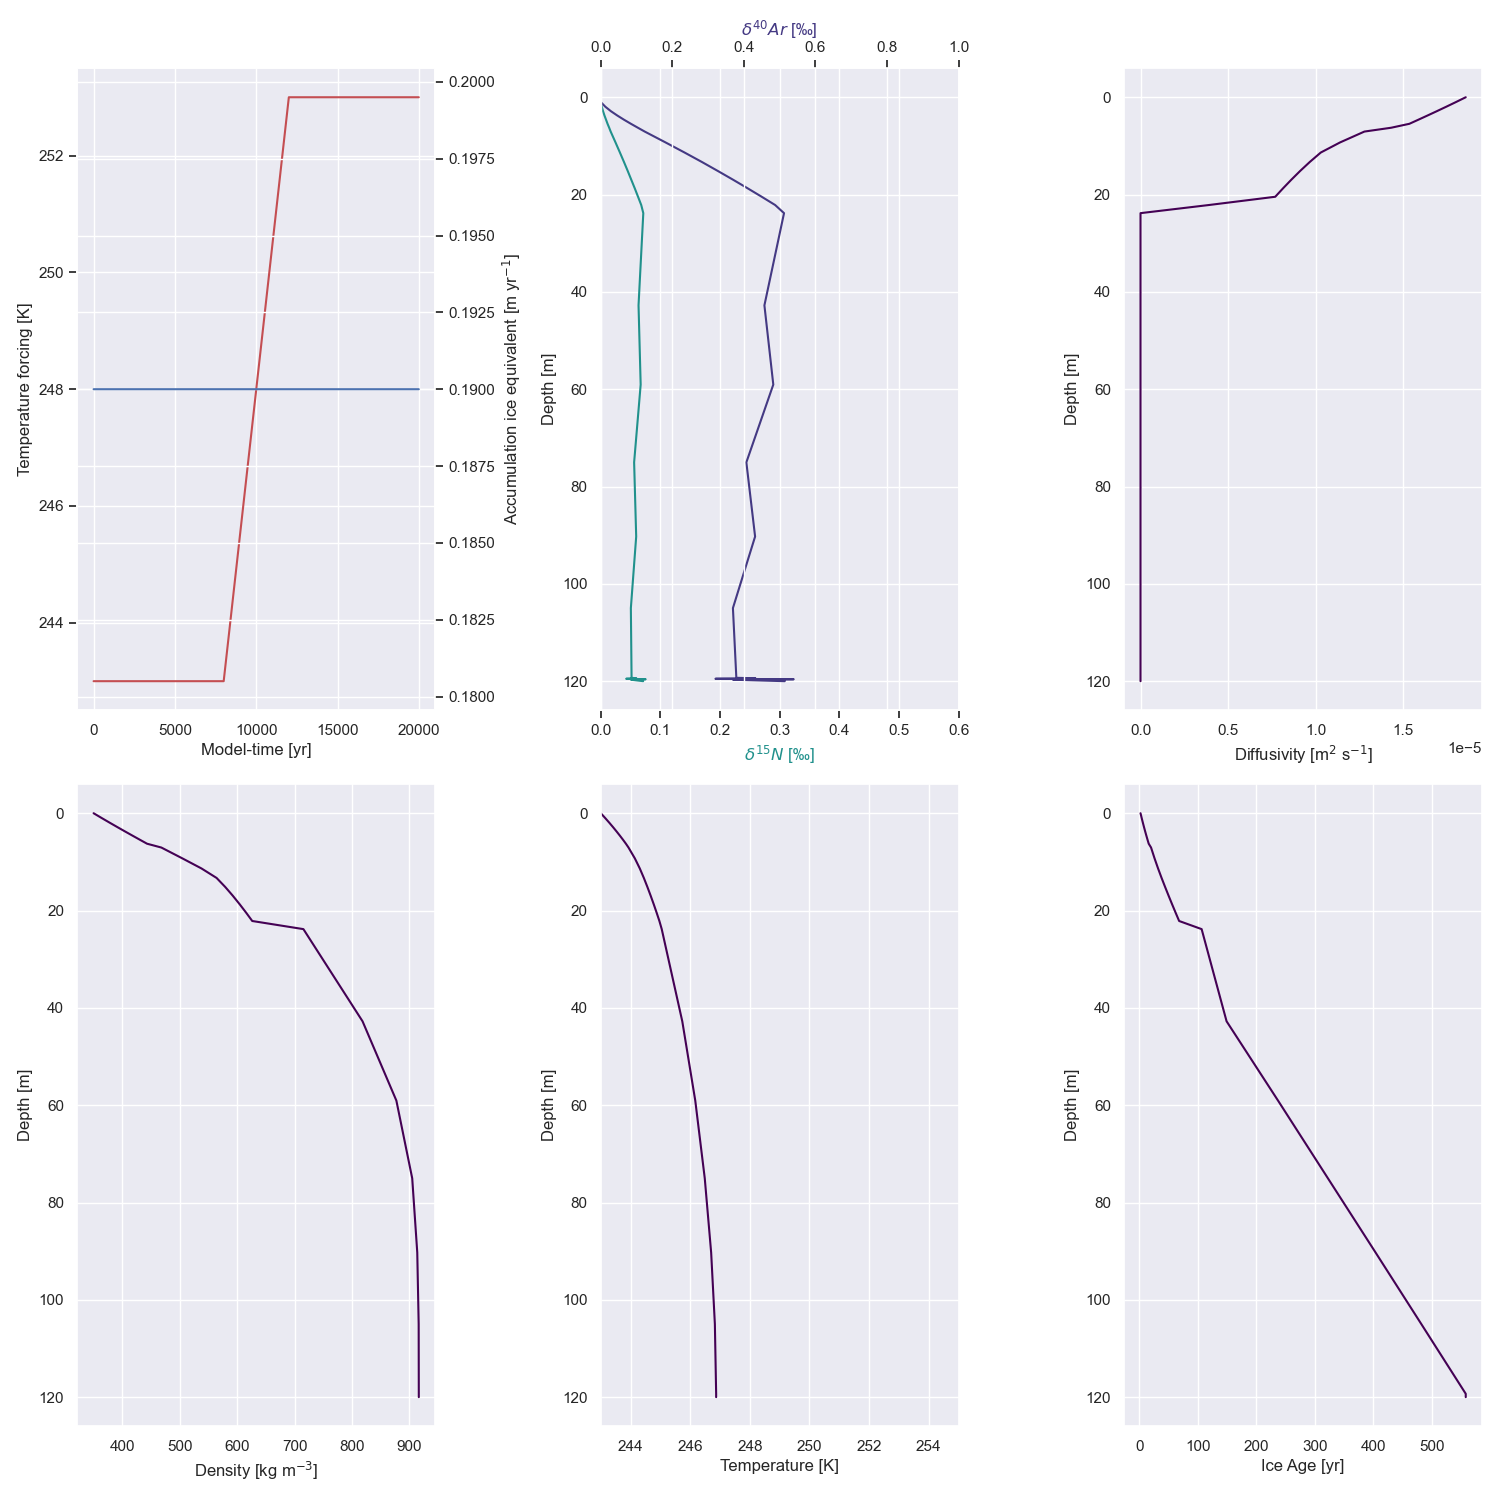 δ⁴⁰Ar [‰]
0.0 0.2 0.4 0.6 0.8 1.0
252
250
248
246
244
Temperature forcing [K]
0.2000
0.1975
0.1950
0.1925
0.1900
0.1875
0.1850
0.1825
0.1800
Accumulation ice equivalent [m yr⁻¹]
0 5000 10000 15000 20000
Model-time [yr]
0
20
40
60
80
100
120
Depth [m]
0.0 0.1 0.2 0.3 0.4 0.5 0.6
δ¹⁵N [‰]
0
20
40
60
80
100
120
Depth [m]
0.0 0.5 1.0 1.5
1e−5
Diffusivity [m² s⁻¹]
0
20
40
60
80
100
120
Depth [m]
400 500 600 700 800 900
Density [kg m⁻³]
0
20
40
60
80
100
120
Depth [m]
244 246 248 250 252 254
Temperature [K]
0
20
40
60
80
100
120
Depth [m]
0 100 200 300 400 500
Ice Age [yr]